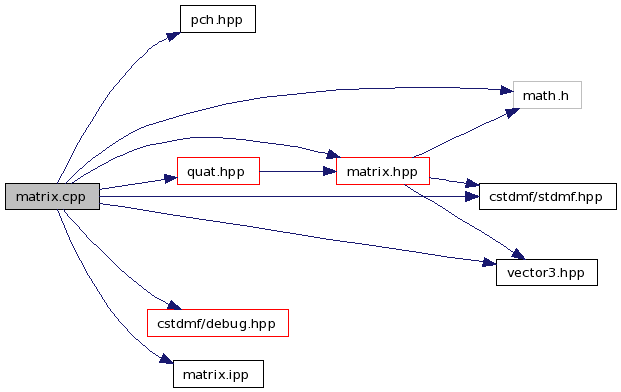 pch.hpp
math.h
quat.hpp
matrix.hpp
matrix.cpp
cstdmf/stdmf.hpp
vector3.hpp
cstdmf/debug.hpp
matrix.ipp